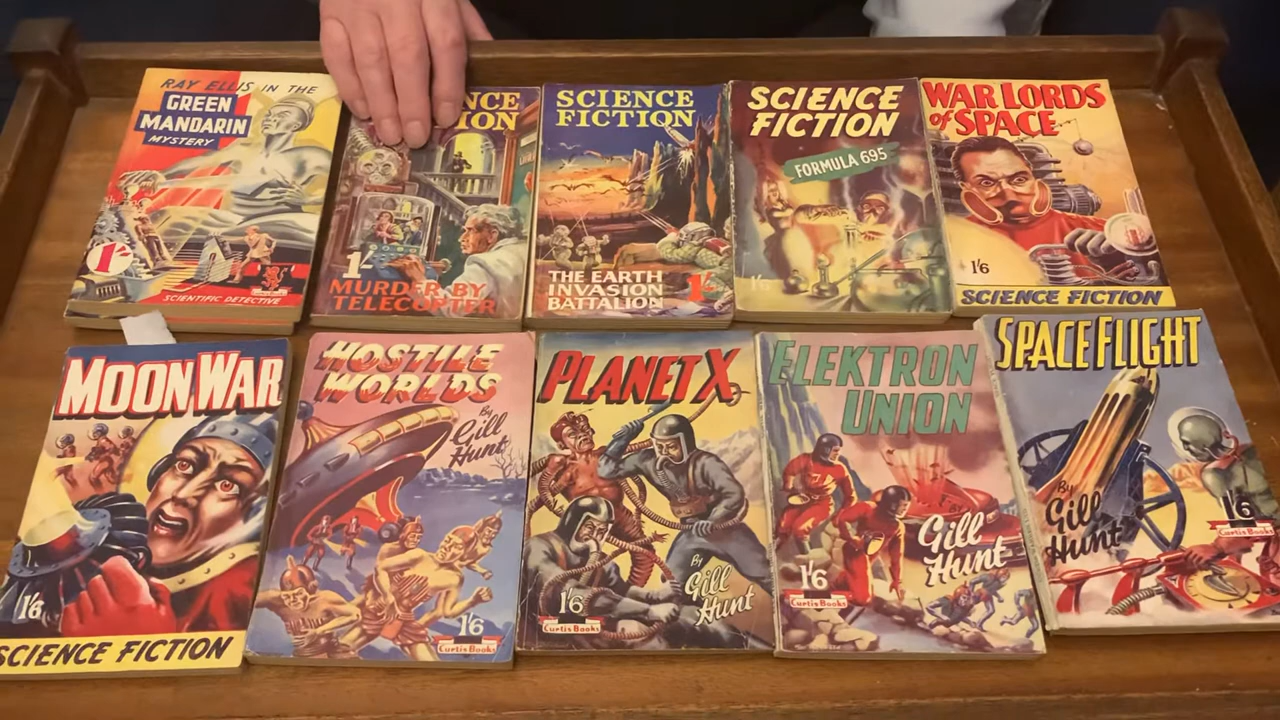 RAY ELLIS IN THE
GREEN
MANDARIN
MYSTERY
1'-
SCIENTIFIC DETECTIVE
NCE
ION
1/-
MURDER BY
TELECOPTER
SCIENCE
FICTION
THE EARTH
INVASION
BATTALION
1/-
SCIENCE
FICTION
FORMULA 695
1'6
WAR LORDS
of SPACE
1'6
SCIENCE FICTION
MOON WAR
1'6
SCIENCE FICTION
HOSTILE
WORLDS
By
Gill
Hunt
1'6
Curtis Books
PLANET X
By
Gill
Hunt
1'6
Curtis Books
ELEKTRON
UNION
BY
Gill
Hunt
1'6
Curtis Books
SPACE FLIGHT
By
Gill
Hunt
1'6
Curtis Books